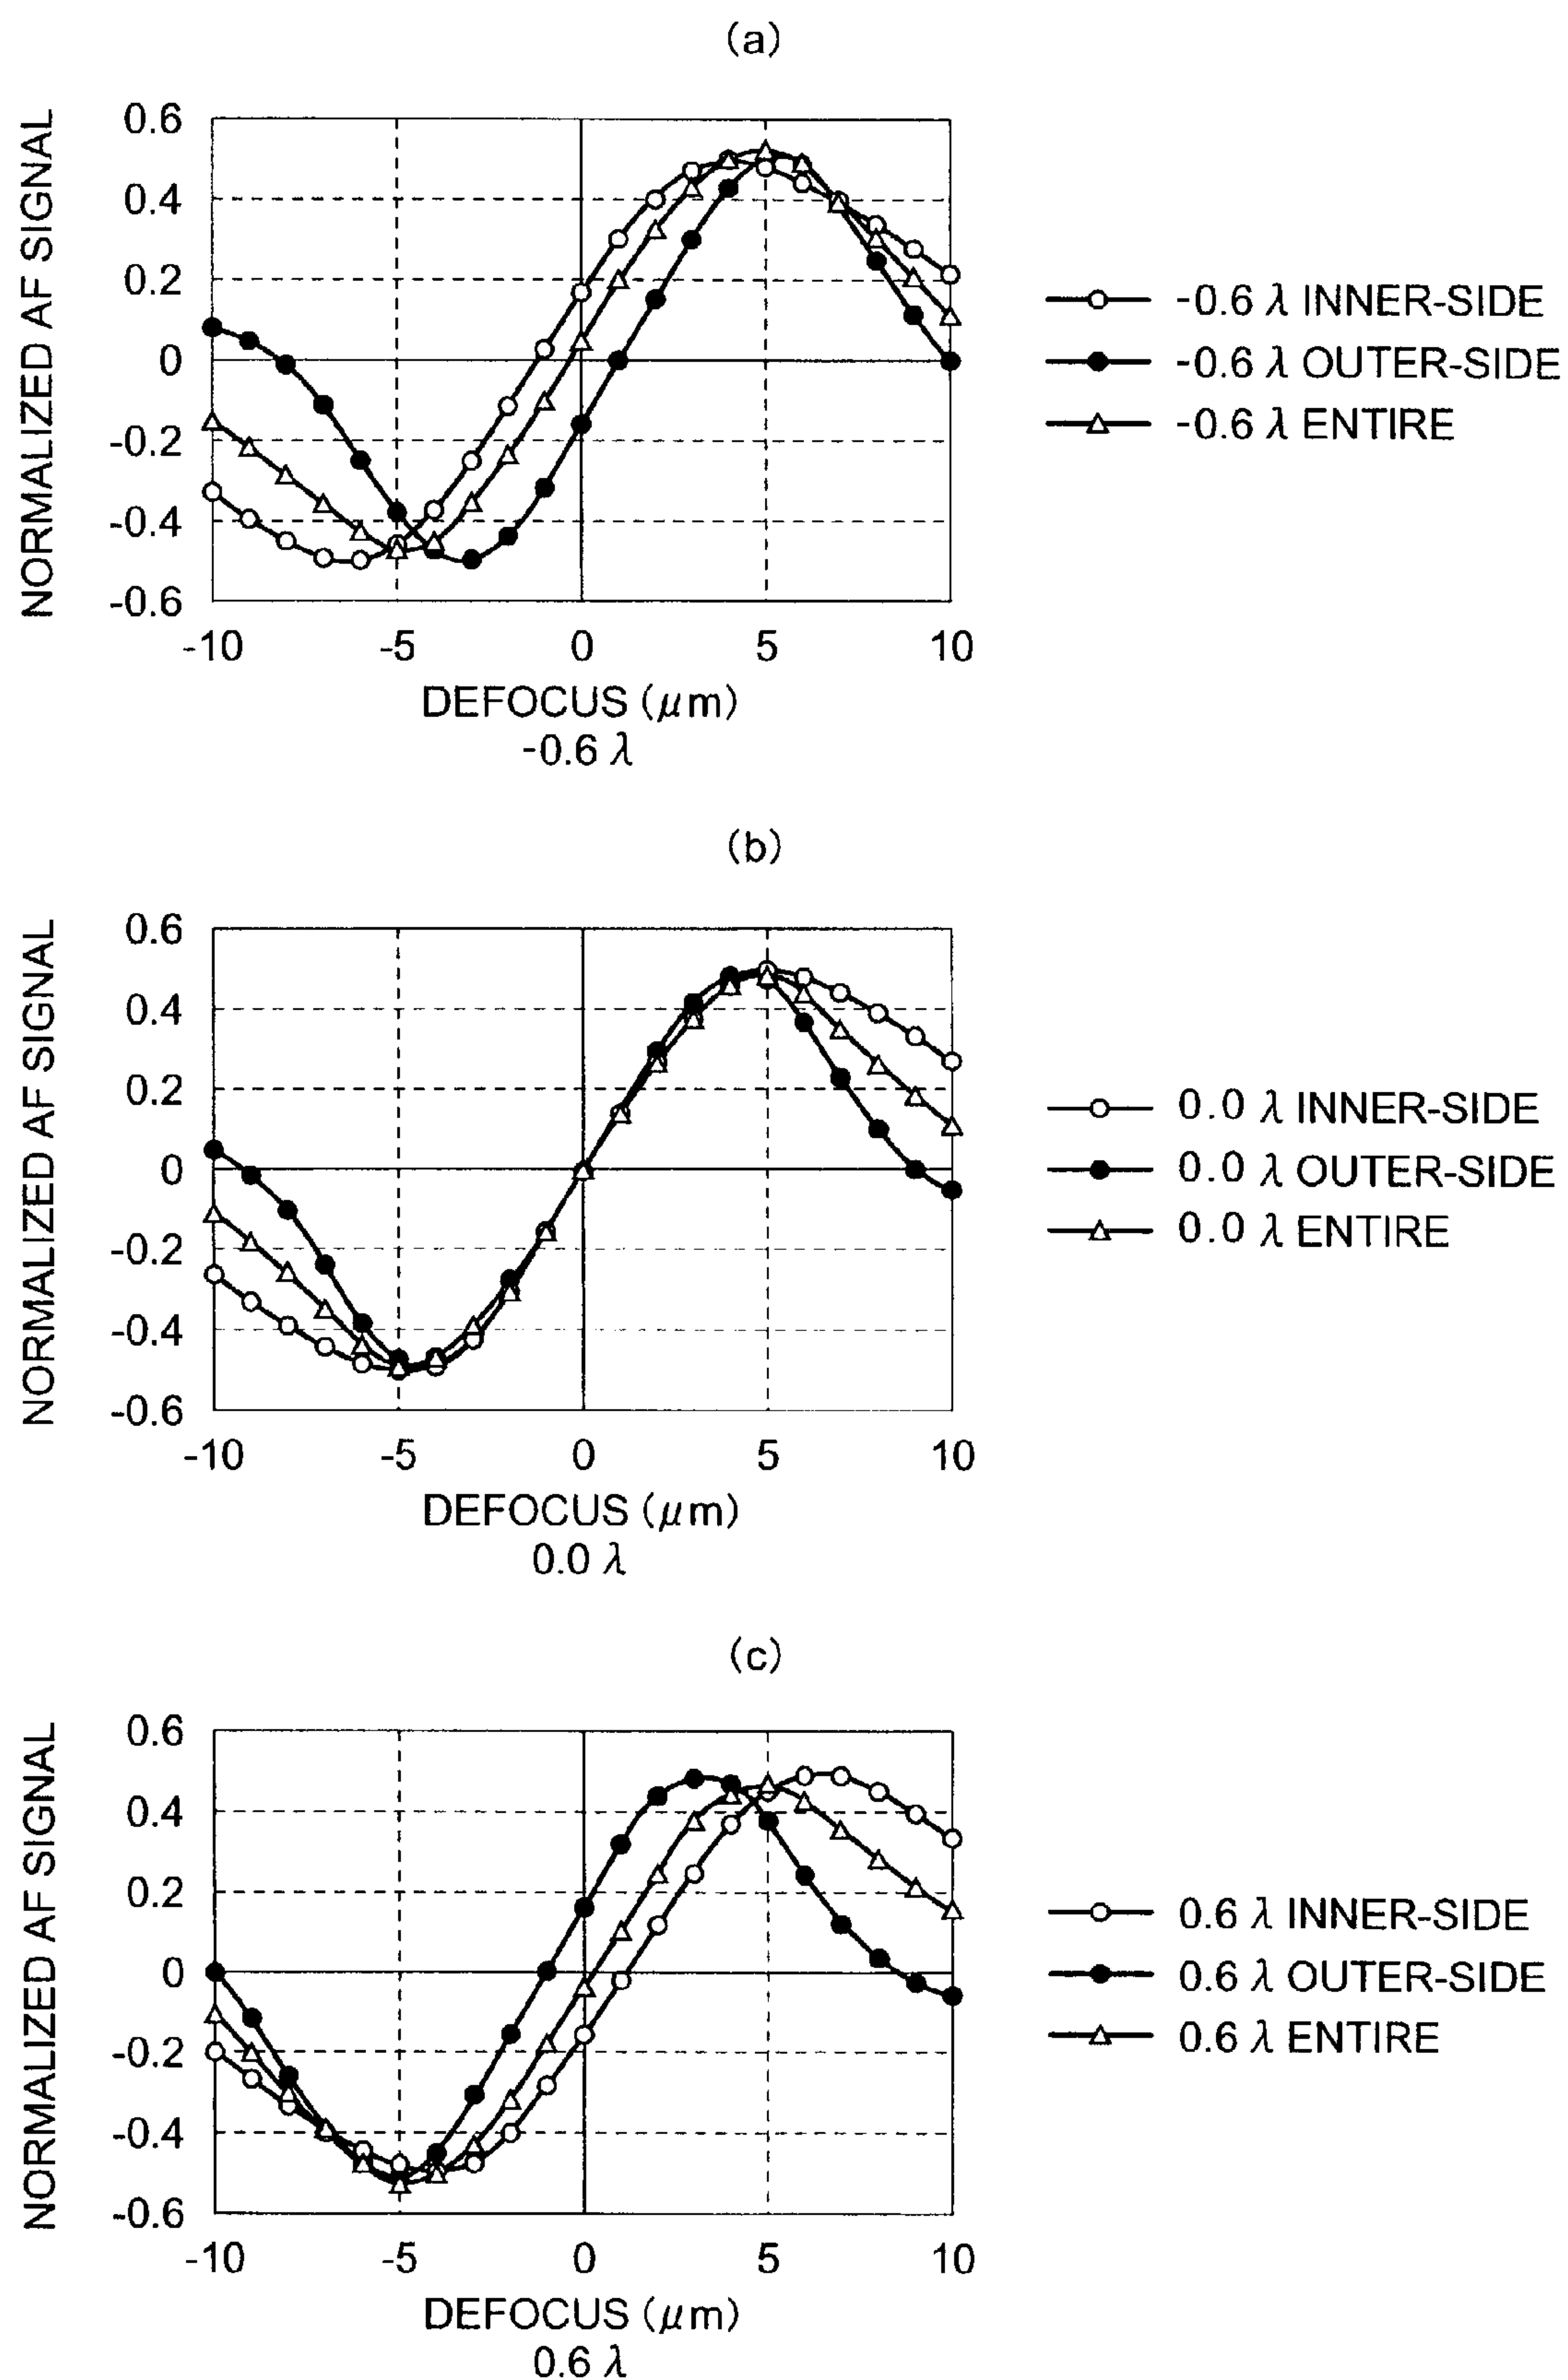 (a)
NORMALIZED AF SIGNAL
0.6
0.4
0.2
0
-0.2
-0.4
-0.6
-10 -5 0 5 10
DEFOCUS (μm)
-0.6 λ
-0.6 λ INNER-SIDE
-0.6 λ OUTER-SIDE
-0.6 λ ENTIRE
(b)
NORMALIZED AF SIGNAL
0.6
0.4
0.2
0
-0.2
-0.4
-0.6
-10 -5 0 5 10
DEFOCUS (μm)
0.0 λ
0.0 λ INNER-SIDE
0.0 λ OUTER-SIDE
0.0 λ ENTIRE
(c)
NORMALIZED AF SIGNAL
0.6
0.4
0.2
0
-0.2
-0.4
-0.6
-10 -5 0 5 10
DEFOCUS (μm)
0.6 λ
0.6 λ INNER-SIDE
0.6 λ OUTER-SIDE
0.6 λ ENTIRE